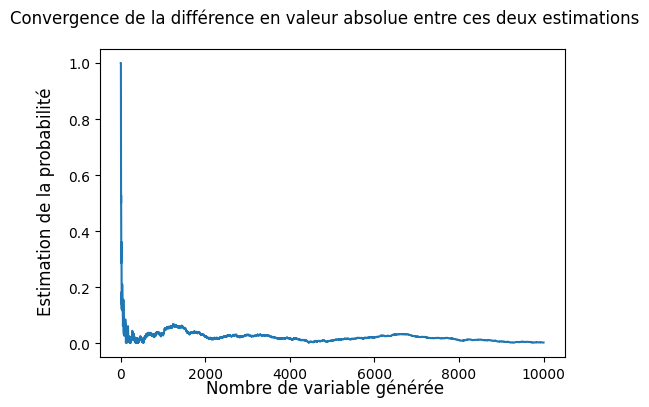 Convergence de la différence en valeur absolue entre ces deux estimations
Estimation de la probabilité
1.0
0.8
0.6
0.4
0.2
0.0
0 2000 4000 6000 8000 10000
Nombre de variable générée